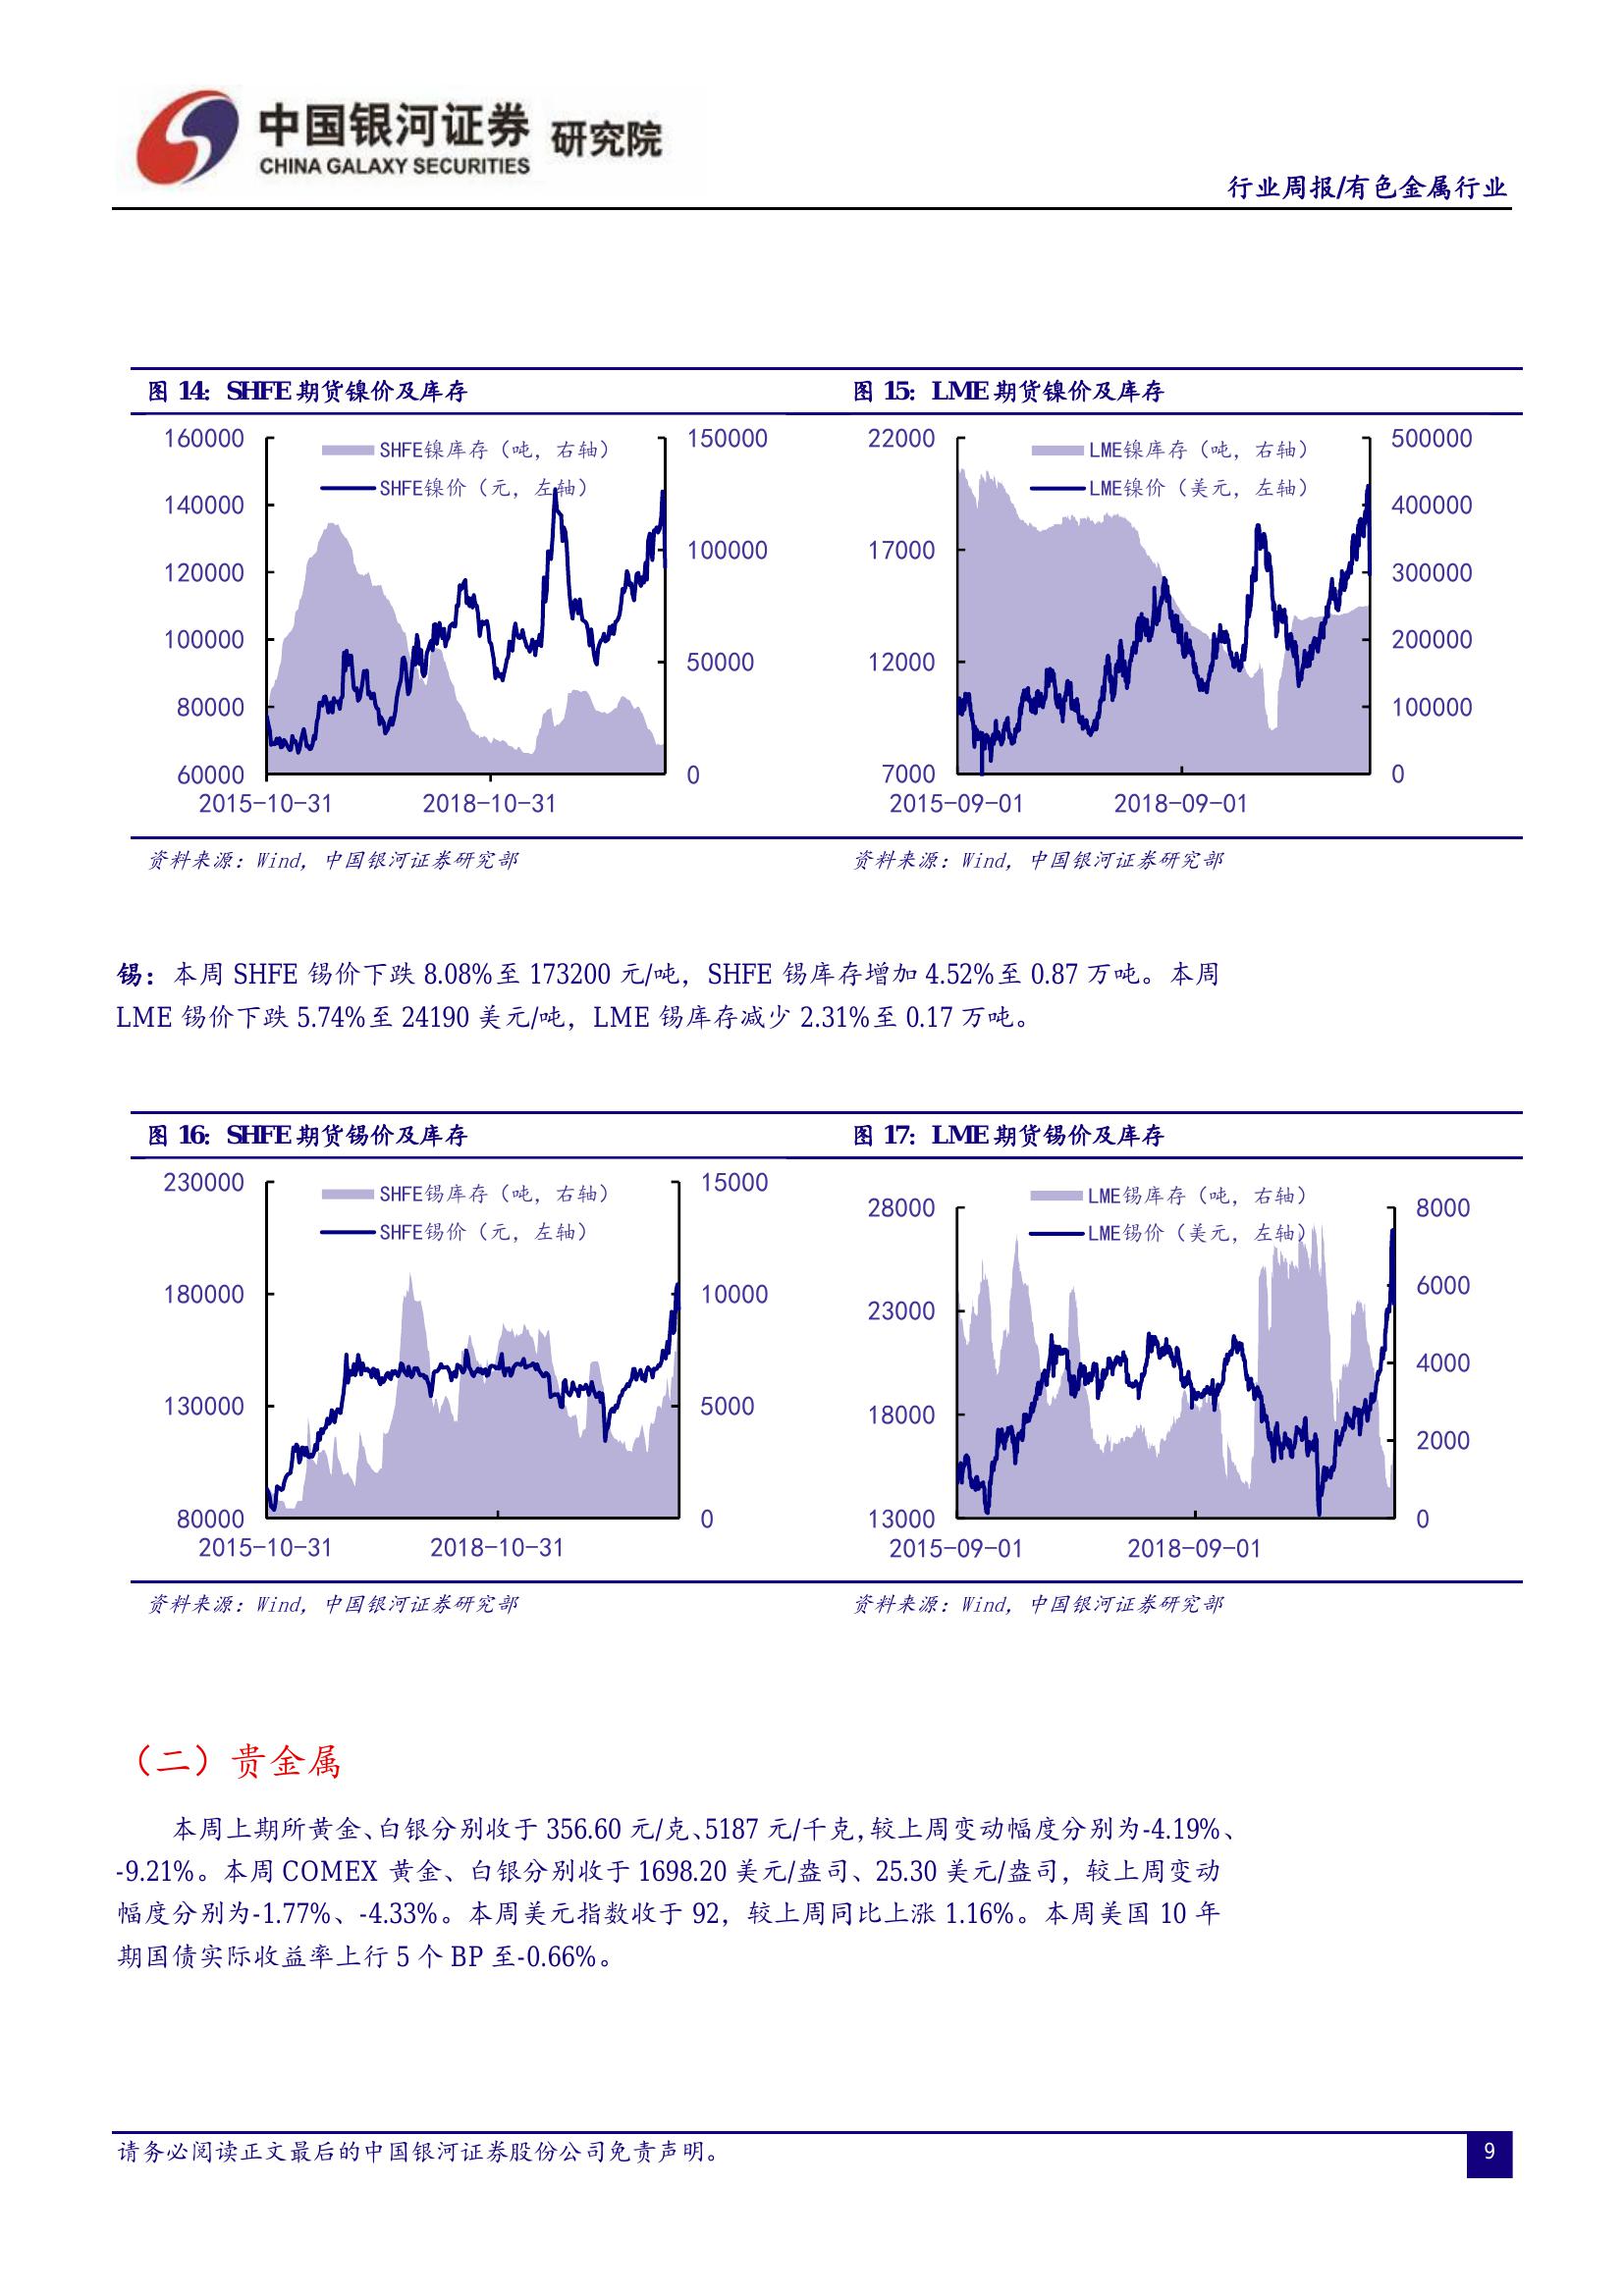 中国银河证券 研究院
CHINA GALAXY SECURITIES
行业周报/有色金属行业
图 14: SHFE 期货镍价及库存
160000
140000
120000
100000
80000
60000
150000
100000
50000
0
SHFE镍库存（吨，右轴）
SHFE镍价（元，左轴）
2015-10-31 2018-10-31
资料来源：Wind，中国银河证券研究部
图 15: LME 期货镍价及库存
22000
17000
12000
7000
500000
400000
300000
200000
100000
0
LME镍库存（吨，右轴）
LME镍价（美元，左轴）
2015-09-01 2018-09-01
资料来源：Wind，中国银河证券研究部
锡：本周 SHFE 锡价下跌 8.08%至 173200 元/吨，SHFE 锡库存增加 4.52%至 0.87 万吨。本周
LME 锡价下跌 5.74%至 24190 美元/吨，LME 锡库存减少 2.31%至 0.17 万吨。
图 16: SHFE 期货锡价及库存
230000
180000
130000
80000
15000
10000
5000
0
SHFE锡库存（吨，右轴）
SHFE锡价（元，左轴）
2015-10-31 2018-10-31
资料来源：Wind，中国银河证券研究部
图 17: LME 期货锡价及库存
28000
23000
18000
13000
8000
6000
4000
2000
0
LME锡库存（吨，右轴）
LME锡价（美元，左轴）
2015-09-01 2018-09-01
资料来源：Wind，中国银河证券研究部
（二）贵金属
本周上期所黄金、白银分别收于 356.60 元/克、5187 元/千克，较上周变动幅度分别为-4.19%、
-9.21%。本周 COMEX 黄金、白银分别收于 1698.20 美元/盎司、25.30 美元/盎司，较上周变动
幅度分别为-1.77%、-4.33%。本周美元指数收于 92，较上周同比上涨 1.16%。本周美国 10 年
期国债实际收益率上行 5 个 BP 至-0.66%。
请务必阅读正文最后的中国银河证券股份公司免责声明。
9